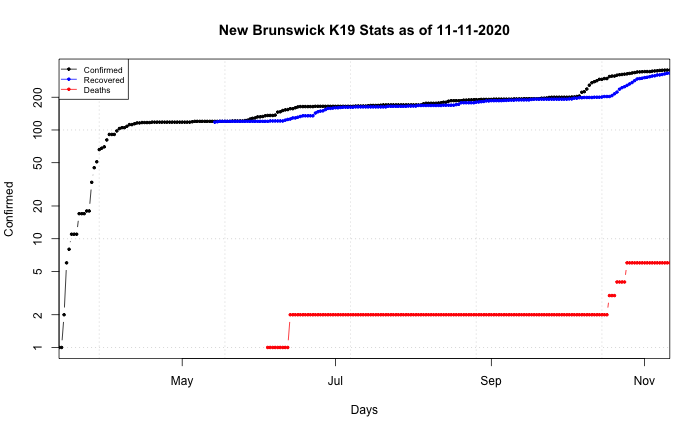 New Brunswick K19 Stats as of 11-11-2020
Confirmed
Recovered
Deaths
Confirmed
200
100
50
20
10
5
2
1
May Jul Sep Nov
Days